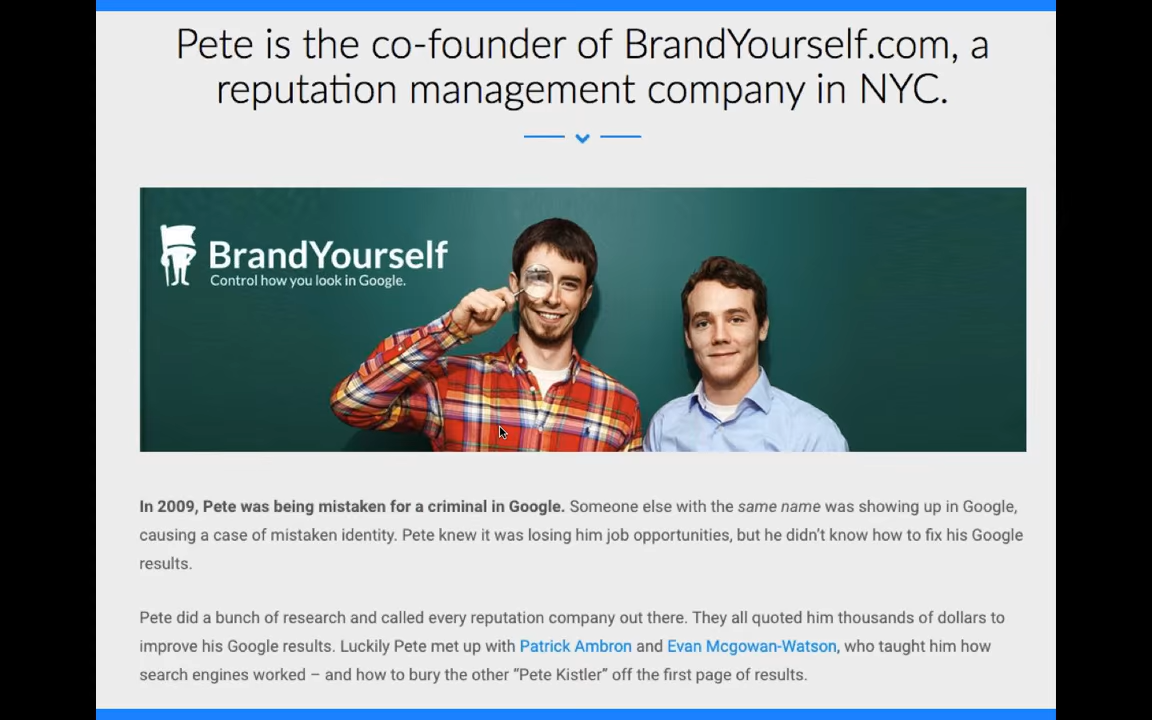 Pete is the co-founder of BrandYourself.com, a
reputation management company in NYC.
BrandYourself
Control how you look in Google.
In 2009, Pete was being mistaken for a criminal in Google. Someone else with the same name was showing up in Google,
causing a case of mistaken identity. Pete knew it was losing him job opportunities, but he didn't know how to fix his Google
results.
Pete did a bunch of research and called every reputation company out there. They all quoted him thousands of dollars to
improve his Google results. Luckily Pete met up with Patrick Ambron and Evan Mcgowan-Watson, who taught him how
search engines worked – and how to bury the other “Pete Kistler” off the first page of results.